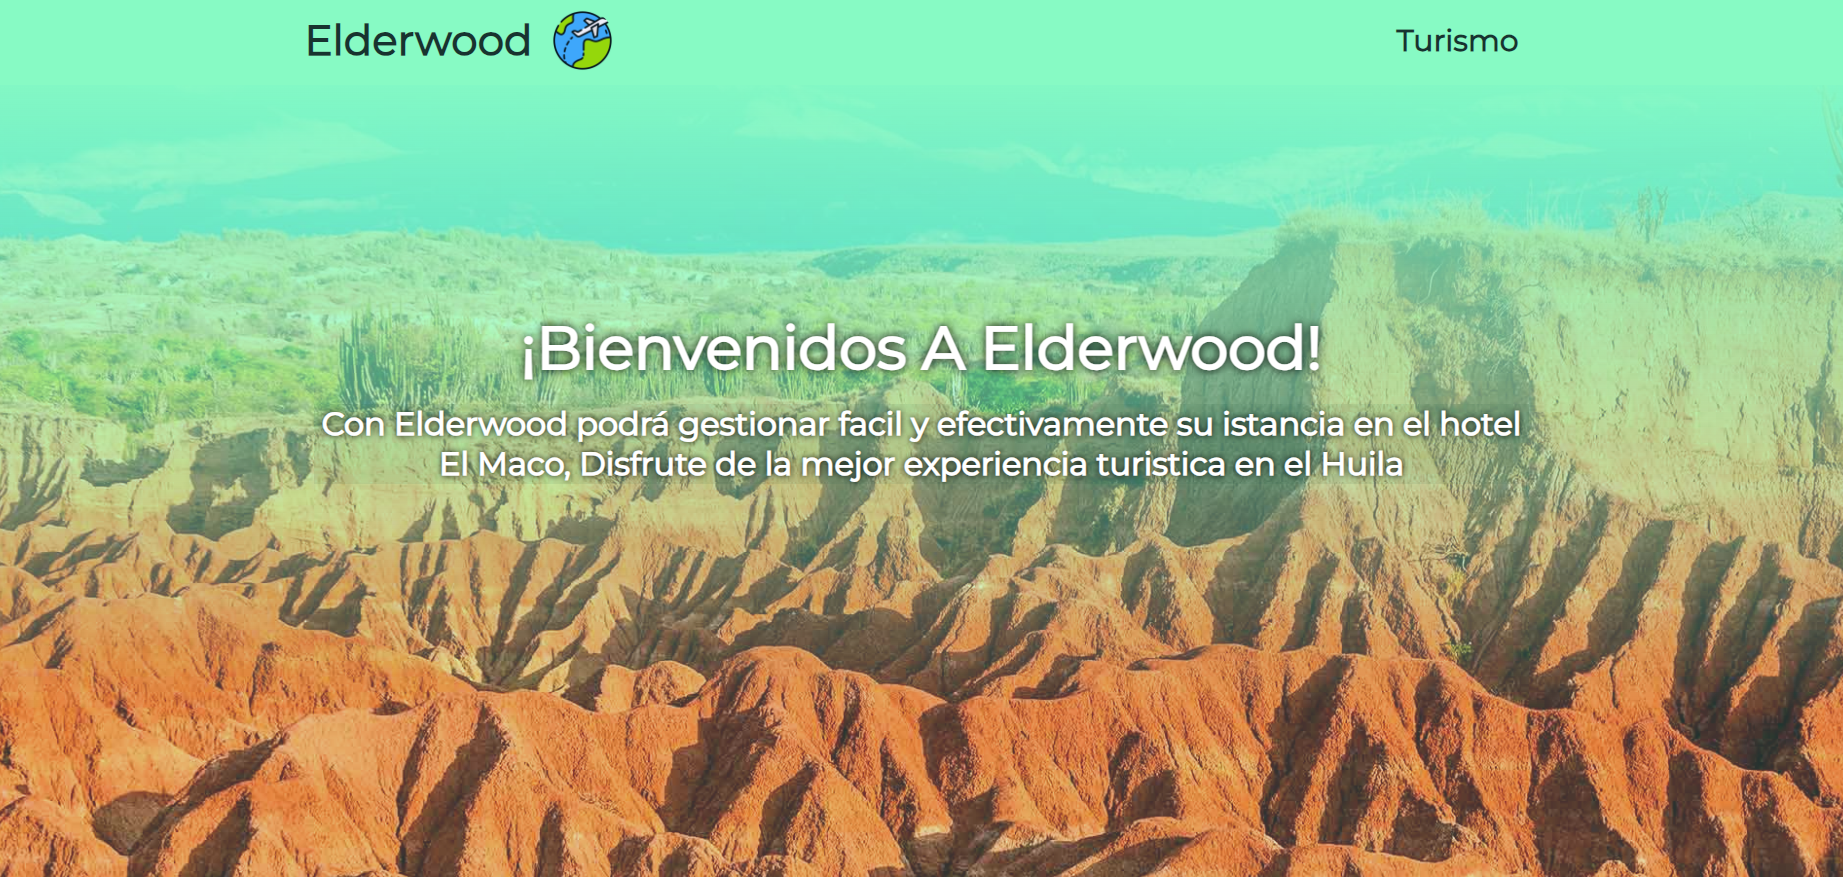 Elderwood
Turismo
¡Bienvenidos A Elderwood!
Con Elderwood podrá gestionar facil y efectivamente su istancia en el hotel
El Maco, Disfrute de la mejor experiencia turistica en el Huila